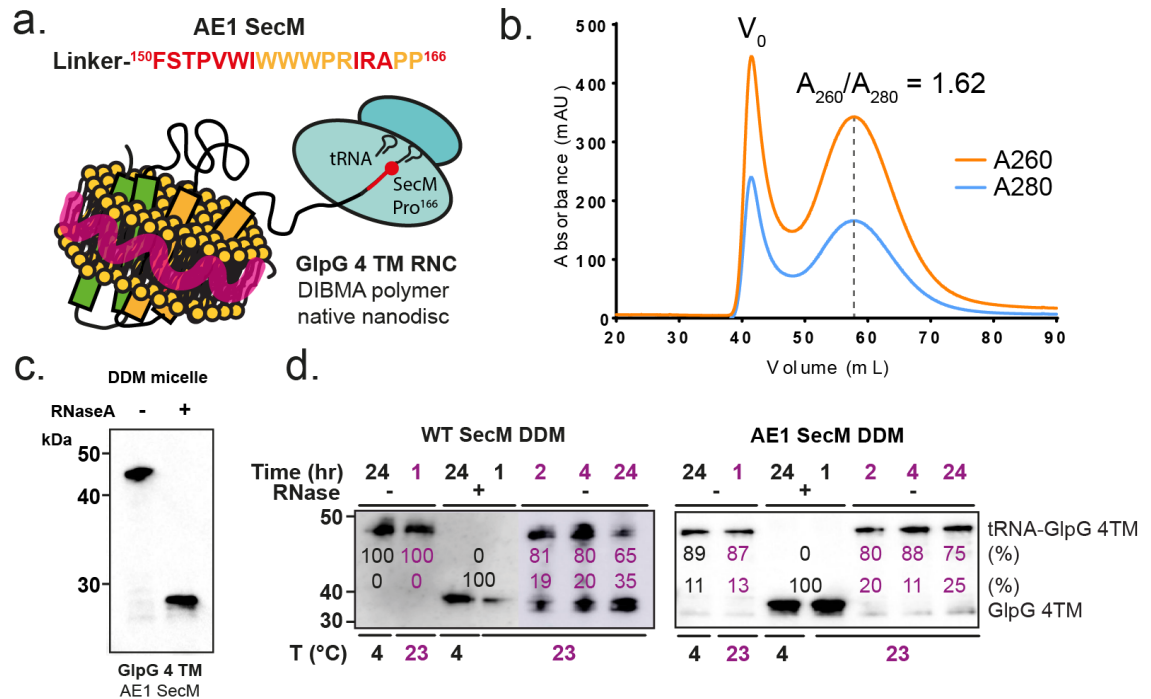 a.
AE1 SecM
Linker-¹⁵⁰FSTPVWIWWWPRIRAPP¹⁶⁶
tRNA
SecM
Pro¹⁶⁶
GlpG 4 TM RNC
DIBMA polymer
native nanodisc
b.
V₀
A₂₆₀/A₂₈₀ = 1.62
A260
A280
Absorbance (mAU)
500
400
300
200
100
0
20 30 40 50 60 70 80 90
Volume (mL)
c.
DDM micelle
RNaseA - +
kDa
50
40
30
GlpG 4 TM
AE1 SecM
d.
WT SecM DDM
AE1 SecM DDM
Time (hr) 24 1 24 1 2 4 24 24 1 24 1 2 4 24
RNase - + - - + -
50
tRNA-GlpG 4TM
100 100 0 81 80 65 89 87 0 80 88 75 (%)
0 0 100 19 20 35 11 13 100 20 11 25 (%)
40
GlpG 4TM
30
T (°C) 4 23 4 23 4 23 4 23